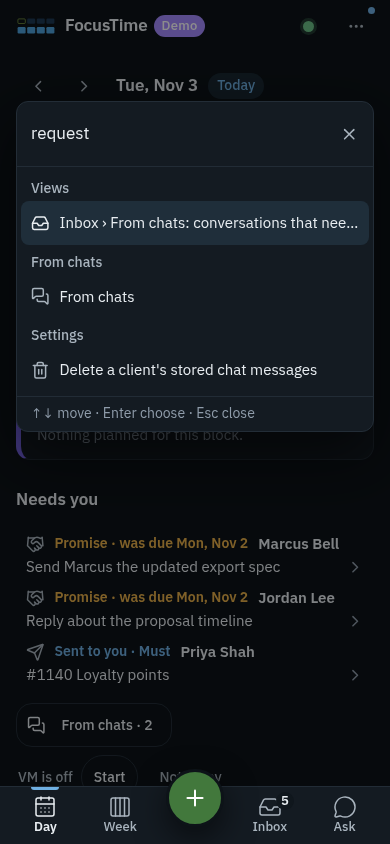 FocusTime Demo
Tue, Nov 3 Today
request
Views
Inbox › From chats: conversations that nee...
From chats
From chats
Settings
Delete a client's stored chat messages
↑↓ move · Enter choose · Esc close
Nothing planned for this block.
Needs you
Promise · was due Mon, Nov 2 Marcus Bell
Send Marcus the updated export spec
Promise · was due Mon, Nov 2 Jordan Lee
Reply about the proposal timeline
Sent to you · Must Priya Shah
#1140 Loyalty points
From chats · 2
VM is off Start
5
Day Week Inbox Ask